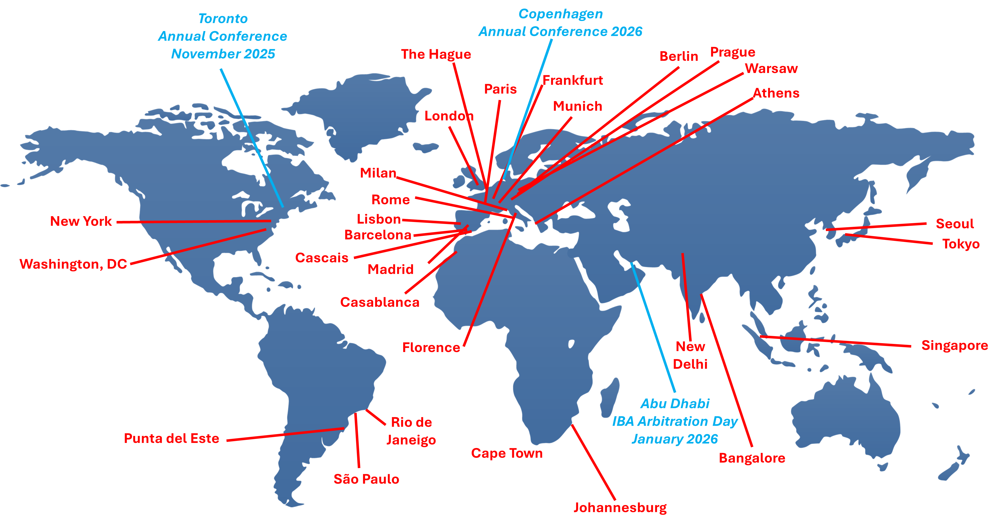 Toronto
Annual Conference
November 2025
Copenhagen
Annual Conference 2026
The Hague
Berlin
Prague
Warsaw
Frankfurt
Paris
Athens
Munich
London
Milan
Rome
Lisbon
Barcelona
Cascais
Madrid
Casablanca
Florence
New York
Washington, DC
Seoul
Tokyo
Singapore
New
Delhi
Abu Dhabi
IBA Arbitration Day
January 2026
Bangalore
Rio de
Janeigo
Punta del Este
São Paulo
Cape Town
Johannesburg